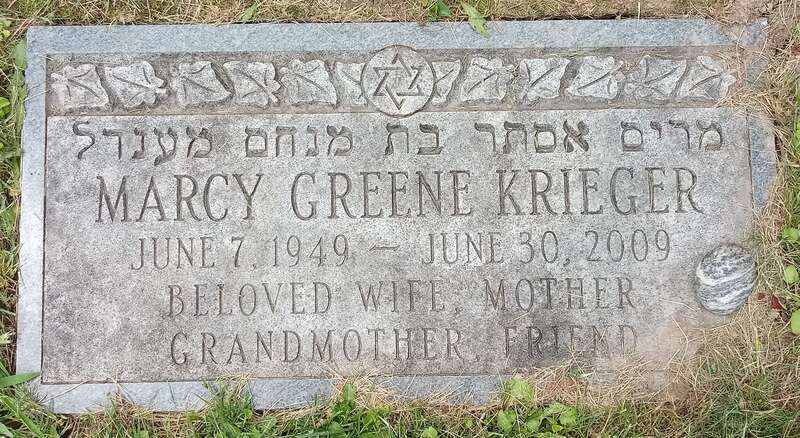 מרים אסתר בת מנחם מענדל
MARCY GREENE KRIEGER
JUNE 7, 1949 – JUNE 30, 2009
BELOVED WIFE, MOTHER
GRANDMOTHER, FRIEND